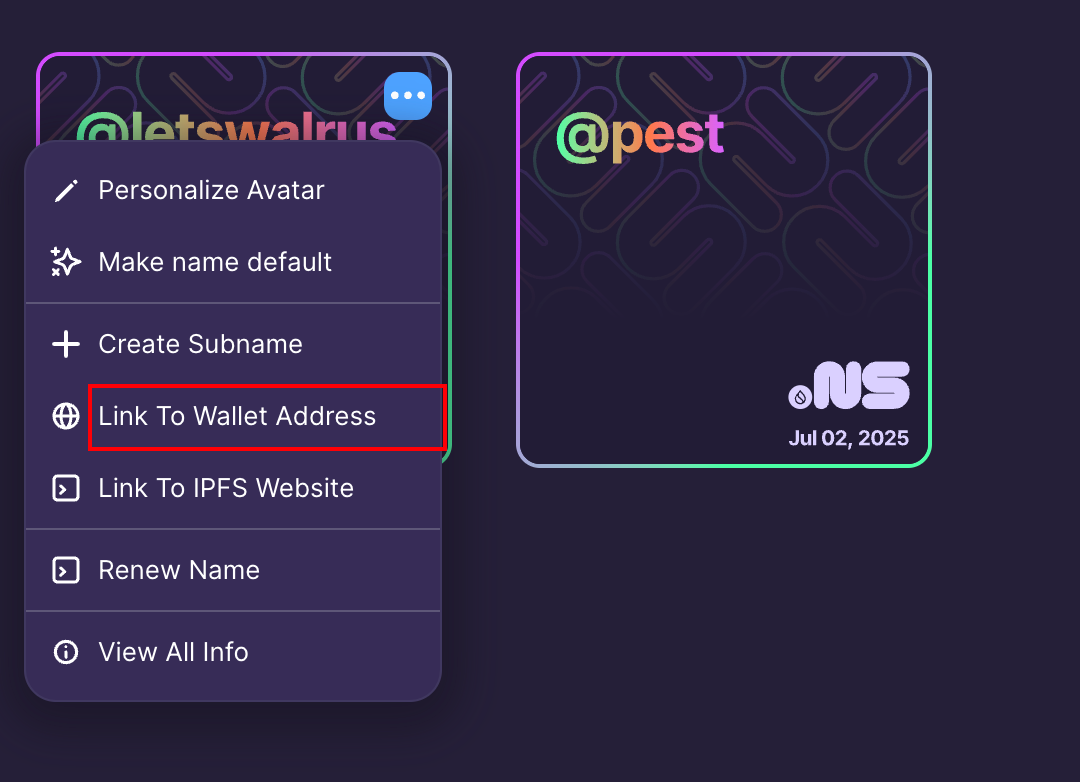 @letswalrus
Personalize Avatar
Make name default
Create Subname
Link To Wallet Address
Link To IPFS Website
Renew Name
View All Info
@pest
.NS
Jul 02, 2025